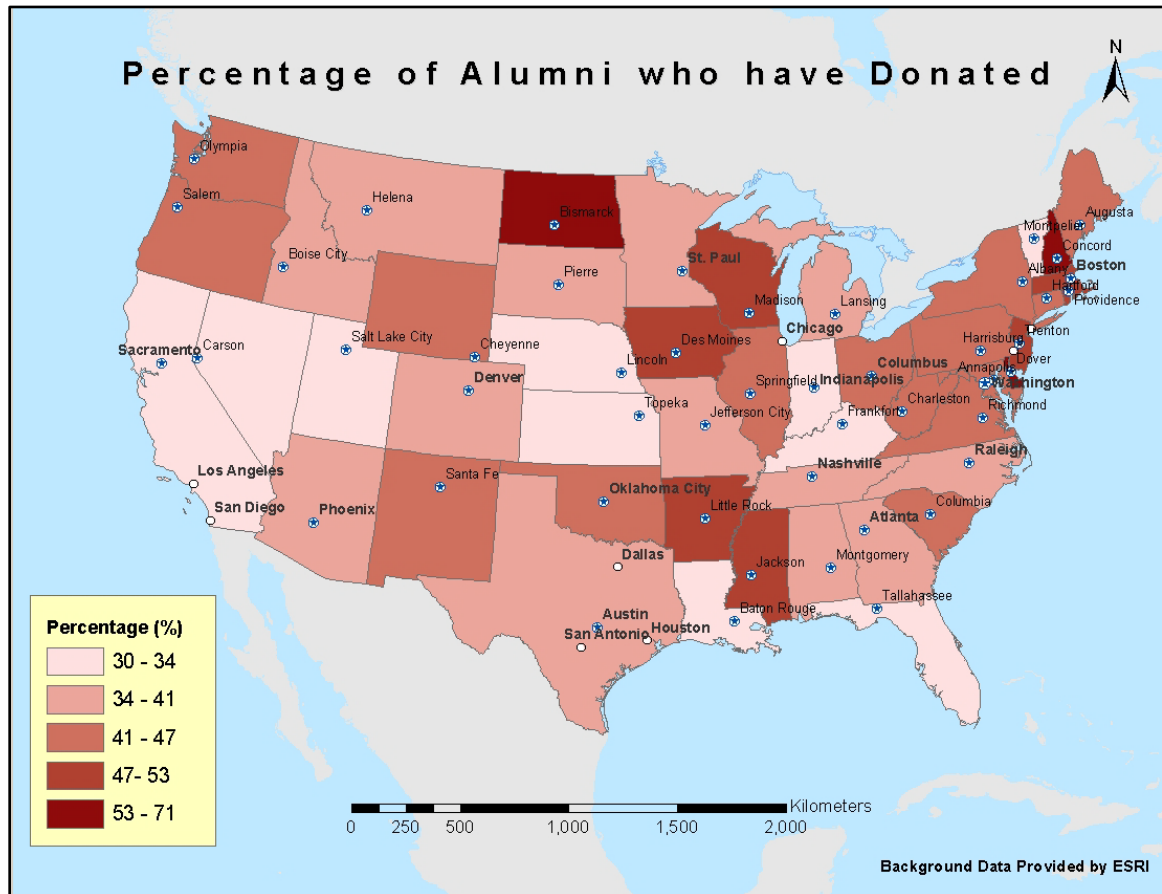 Percentage of Alumni who have Donated
N
Olympia
Salem
Helena
Boise City
Bismarck
Pierre
St. Paul
Madison
Lansing
Montpelier
Augusta
Concord
Boston
Albany
Hartford
Providence
Sacramento
Carson
Salt Lake City
Cheyenne
Denver
Lincoln
Des Moines
Chicago
Springfield
Indianapolis
Columbus
Harrisburg
Trenton
Dover
Annapolis
Washington
Topeka
Jefferson City
Frankfort
Charleston
Richmond
Los Angeles
San Diego
Phoenix
Santa Fe
Oklahoma City
Little Rock
Nashville
Raleigh
Atlanta
Columbia
Dallas
Jackson
Montgomery
Tallahassee
Austin
San Antonio
Houston
Baton Rouge
Percentage (%)
30 - 34
34 - 41
41 - 47
47- 53
53 - 71
Kilometers
0 250 500 1,000 1,500 2,000
Background Data Provided by ESRI